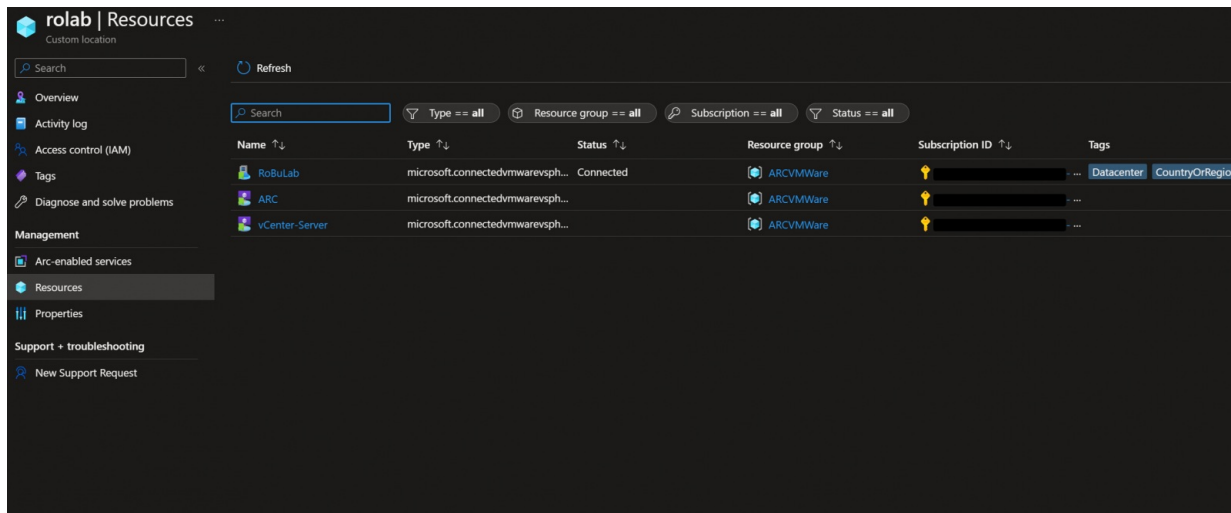 rolab | Resources ...
Custom location
Search «
Overview
Activity log
Access control (IAM)
Tags
Diagnose and solve problems
Management
Arc-enabled services
Resources
Properties
Support + troubleshooting
New Support Request
Refresh
Search Type == all Resource group == all Subscription == all Status == all
Name ↑↓ Type ↑↓ Status ↑↓ Resource group ↑↓ Subscription ID ↑↓ Tags
RoBuLab microsoft.connectedvmwarevsph... Connected ARCVMWare - ... Datacenter CountryOrRegio
ARC microsoft.connectedvmwarevsph... ARCVMWare - ...
vCenter-Server microsoft.connectedvmwarevsph... ARCVMWare - ...